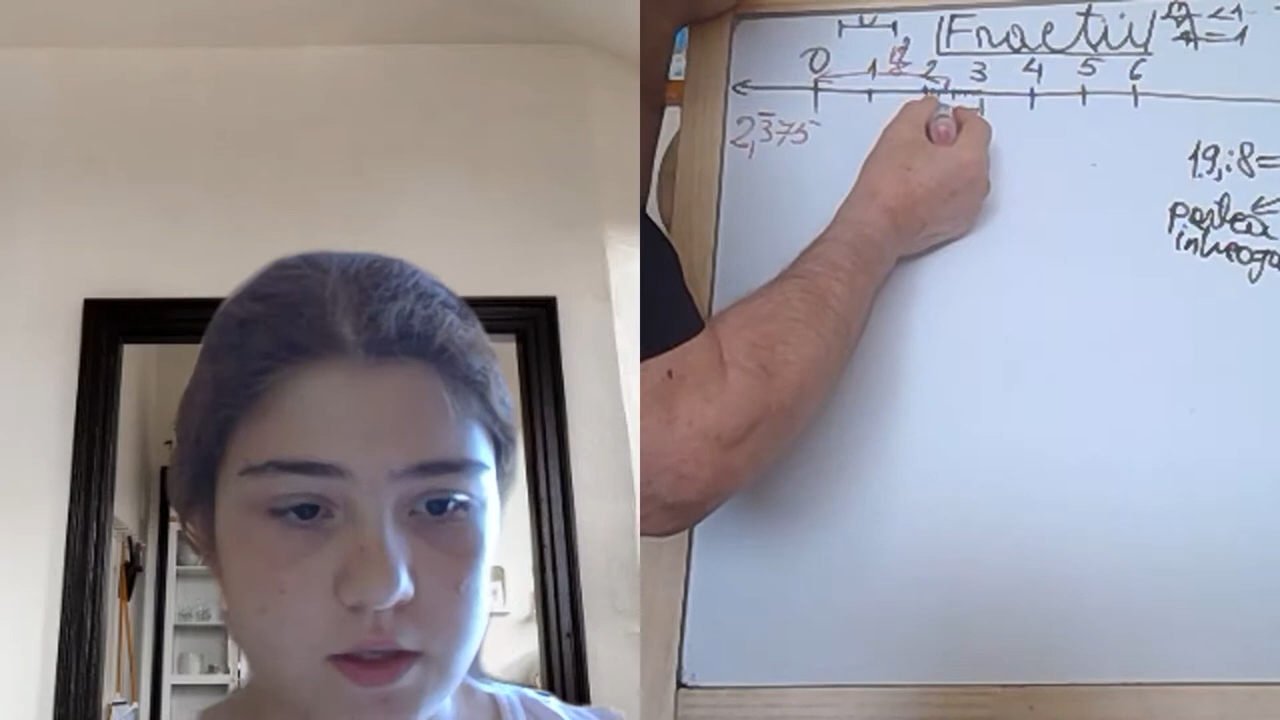 Fracții
0 1 2 3 4 5 6
2,375
19,:8=
partea
întreagă